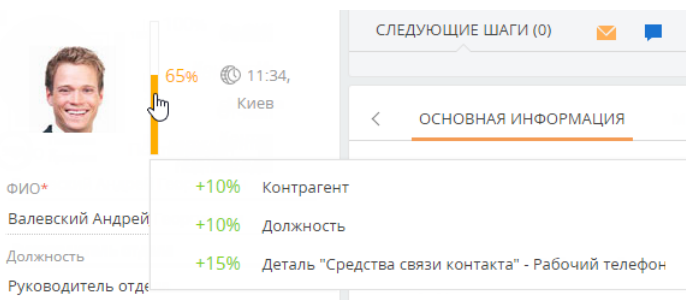 СЛЕДУЮЩИЕ ШАГИ (0)
65%
11:34,
Киев
ОСНОВНАЯ ИНФОРМАЦИЯ
+10% Контрагент
+10% Должность
+15% Деталь "Средства связи контакта" - Рабочий телефон
ФИО*
Валевский Андрей
Должность
Руководитель отде